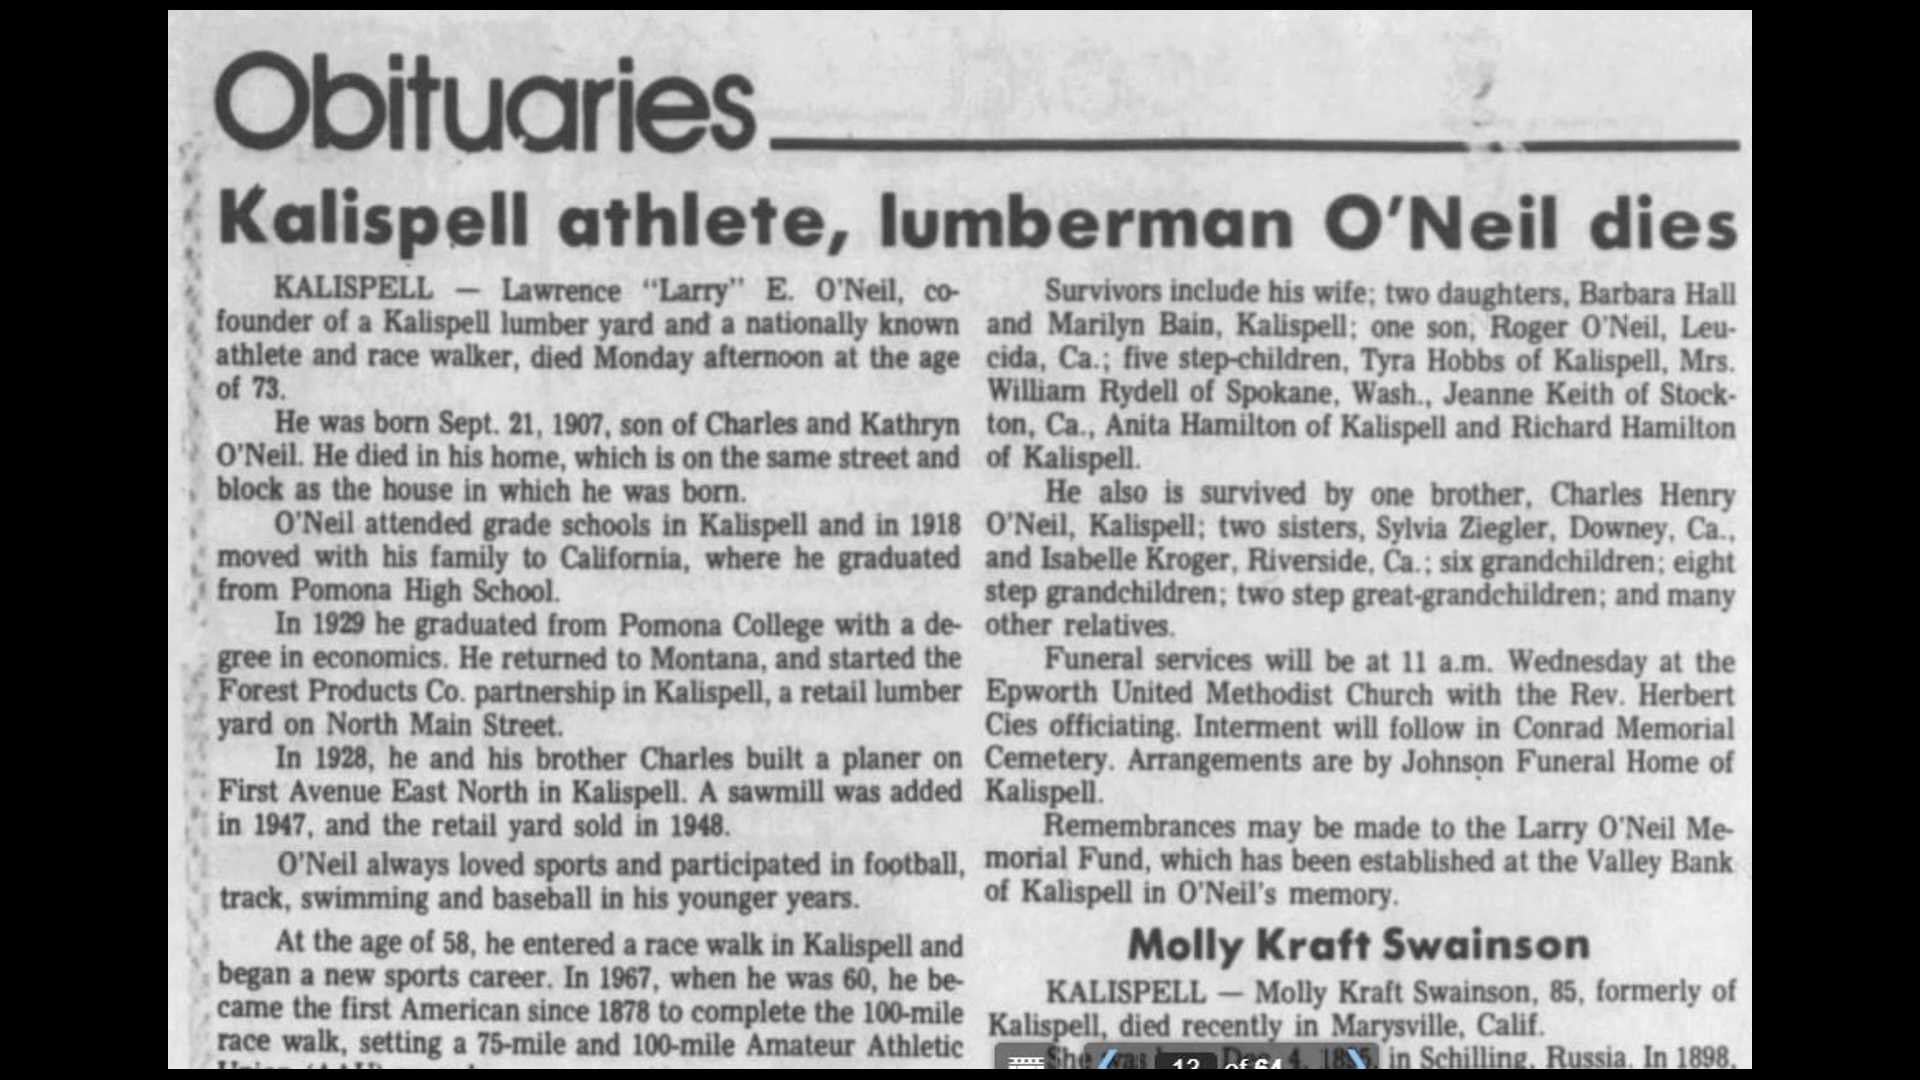 Obituaries
Kalispell athlete, lumberman O'Neil dies
KALISPELL — Lawrence "Larry" E. O'Neil, co-
founder of a Kalispell lumber yard and a nationally known
athlete and race walker, died Monday afternoon at the age
of 73.
He was born Sept. 21, 1907, son of Charles and Kathryn
O'Neil. He died in his home, which is on the same street and
block as the house in which he was born.
O'Neil attended grade schools in Kalispell and in 1918
moved with his family to California, where he graduated
from Pomona High School.
In 1929 he graduated from Pomona College with a de-
gree in economics. He returned to Montana, and started the
Forest Products Co. partnership in Kalispell, a retail lumber
yard on North Main Street.
In 1928, he and his brother Charles built a planer on
First Avenue East North in Kalispell. A sawmill was added
in 1947, and the retail yard sold in 1948.
O'Neil always loved sports and participated in football,
track, swimming and baseball in his younger years.
At the age of 58, he entered a race walk in Kalispell and
began a new sports career. In 1967, when he was 60, he be-
came the first American since 1878 to complete the 100-mile
race walk, setting a 75-mile and 100-mile Amateur Athletic
Survivors include his wife; two daughters, Barbara Hall
and Marilyn Bain, Kalispell; one son, Roger O'Neil, Leu-
cida, Ca.; five step-children, Tyra Hobbs of Kalispell, Mrs.
William Rydell of Spokane, Wash., Jeanne Keith of Stock-
ton, Ca., Anita Hamilton of Kalispell and Richard Hamilton
of Kalispell.
He also is survived by one brother, Charles Henry
O'Neil, Kalispell; two sisters, Sylvia Ziegler, Downey, Ca.,
and Isabelle Kroger, Riverside, Ca.; six grandchildren; eight
step grandchildren; two step great-grandchildren; and many
other relatives.
Funeral services will be at 11 a.m. Wednesday at the
Epworth United Methodist Church with the Rev. Herbert
Cies officiating. Interment will follow in Conrad Memorial
Cemetery. Arrangements are by Johnson Funeral Home of
Kalispell.
Remembrances may be made to the Larry O'Neil Me-
morial Fund, which has been established at the Valley Bank
of Kalispell in O'Neil's memory.
Molly Kraft Swainson
KALISPELL — Molly Kraft Swainson, 85, formerly of
Kalispell, died recently in Marysville, Calif.
She was in Schilling, Russia. In 1898,
13 of 64